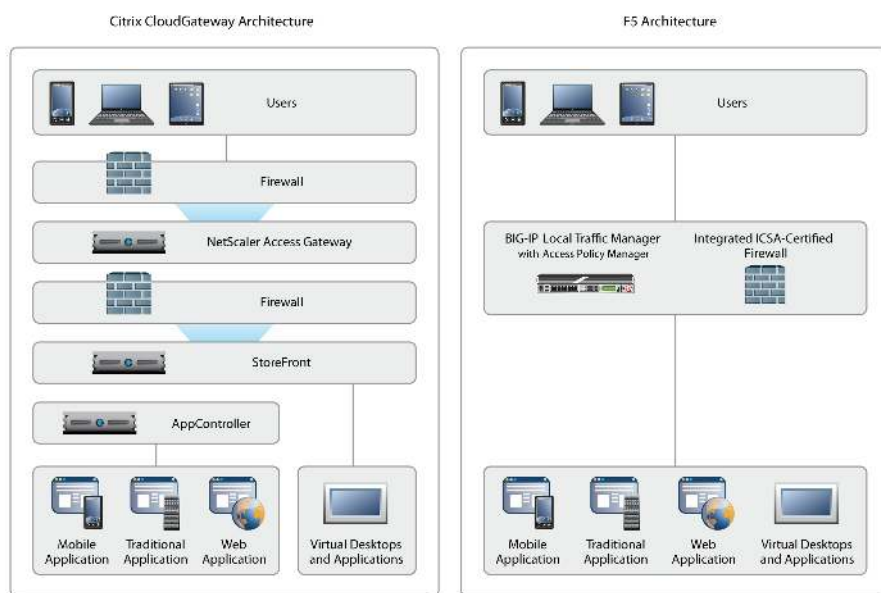 Citrix CloudGateway Architecture
Users
Firewall
NetScaler Access Gateway
Firewall
StoreFront
AppController
Mobile
Application
Traditional
Application
Web
Application
Virtual Desktops
and Applications
F5 Architecture
Users
BIG-IP Local Traffic Manager
with Access Policy Manager
Integrated ICSA-Certified
Firewall
Mobile
Application
Traditional
Application
Web
Application
Virtual Desktops
and Applications